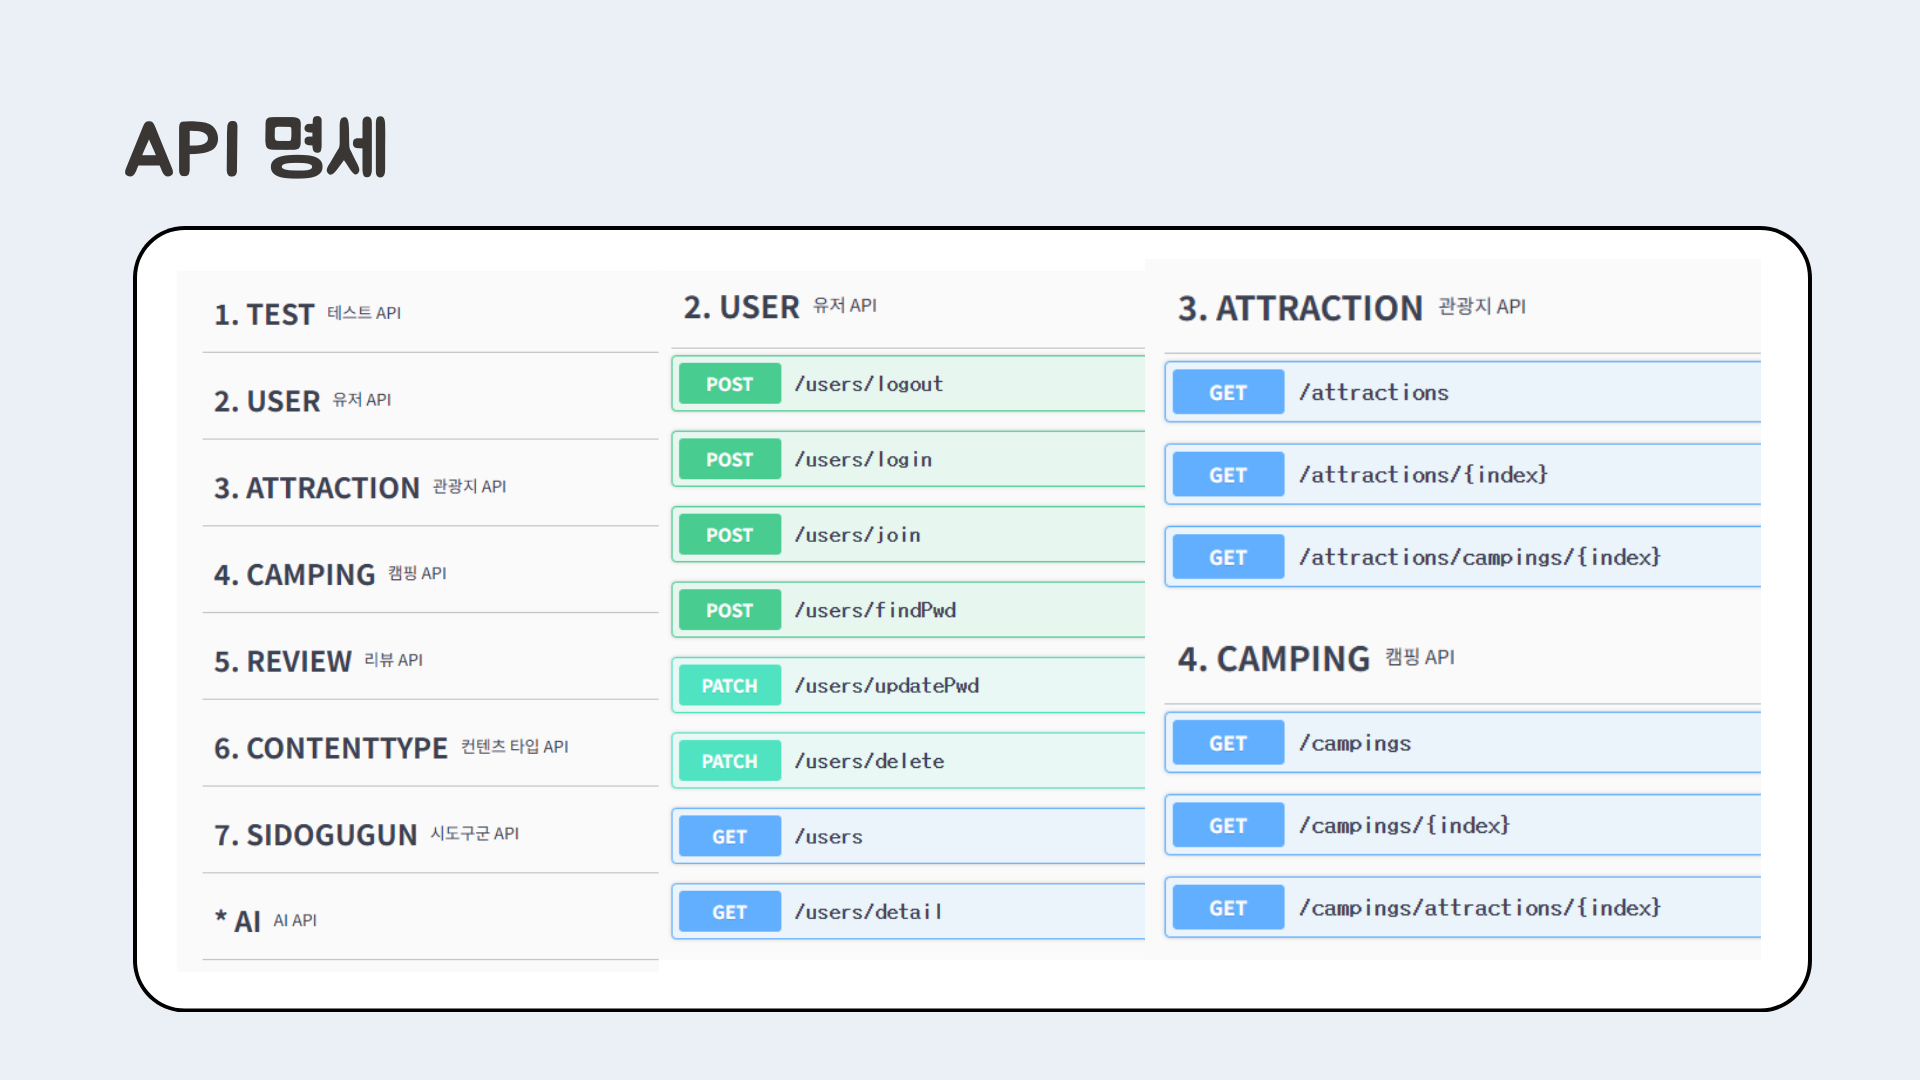 API 명세
1. TEST 테스트 API
2. USER 유저 API
3. ATTRACTION 관광지 API
4. CAMPING 캠핑 API
5. REVIEW 리뷰 API
6. CONTENTTYPE 컨텐츠 타입 API
7. SIDOGUGUN 시도구군 API
* AI AI API
2. USER 유저 API
POST /users/logout
POST /users/login
POST /users/join
POST /users/findPwd
PATCH /users/updatePwd
PATCH /users/delete
GET /users
GET /users/detail
3. ATTRACTION 관광지 API
GET /attractions
GET /attractions/{index}
GET /attractions/campings/{index}
4. CAMPING 캠핑 API
GET /campings
GET /campings/{index}
GET /campings/attractions/{index}